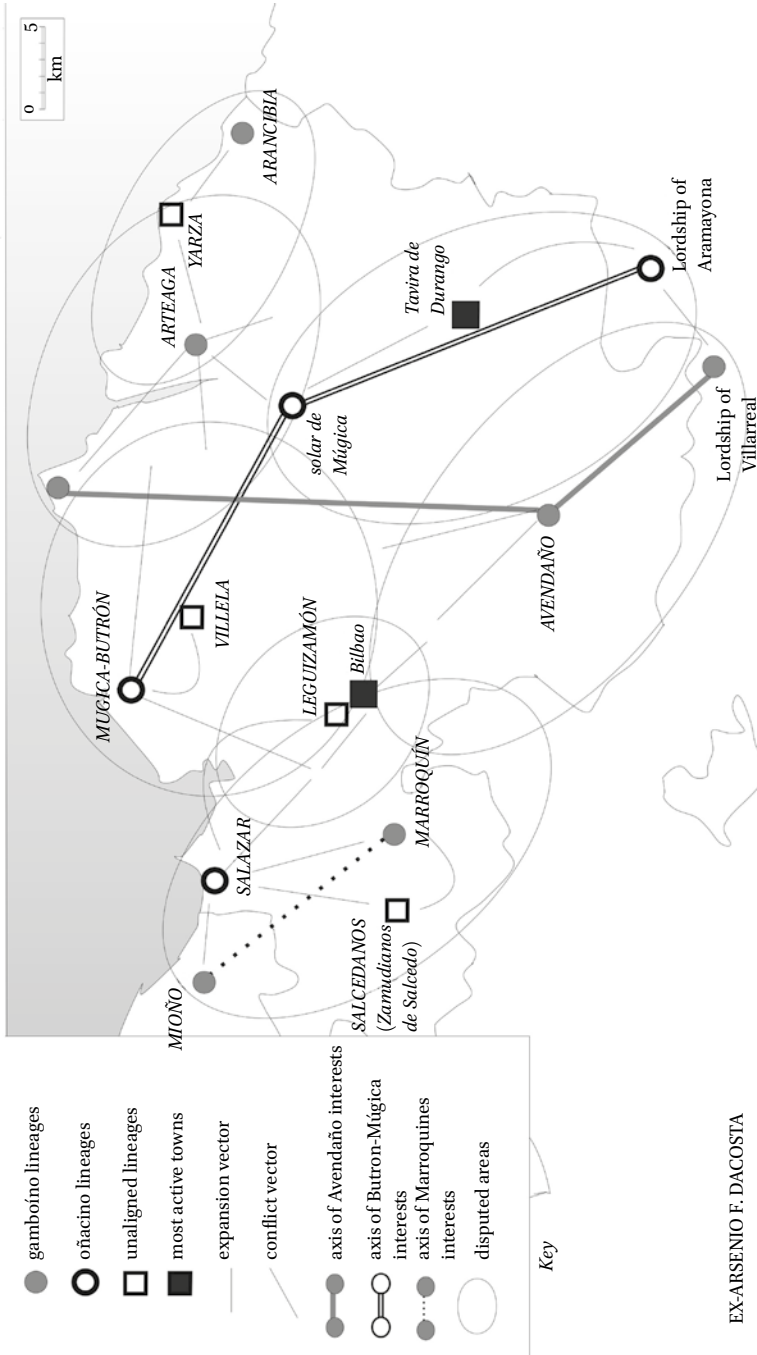 0 5
km
ARANCIBIA
YARZA
ARTEAGA
Tavira de
Durango
Lordship of
Aramayona
solar de
Múgica
Lordship of
Villarreal
AVENDAÑO
MUGICA-BUTRÓN
VILLELA
LEGUIZAMÓN
Bilbao
MARROQUÍN
SALAZAR
SALCEDANOS
(Zamudianos
de Salcedo)
MIOÑO
gamboíno lineages
oñacino lineages
unaligned lineages
most active towns
expansion vector
conflict vector
axis of Avendaño interests
axis of Butron-Múgica
interests
axis of Marroquines
interests
disputed areas
Key
EX-ARSENIO F. DACOSTA